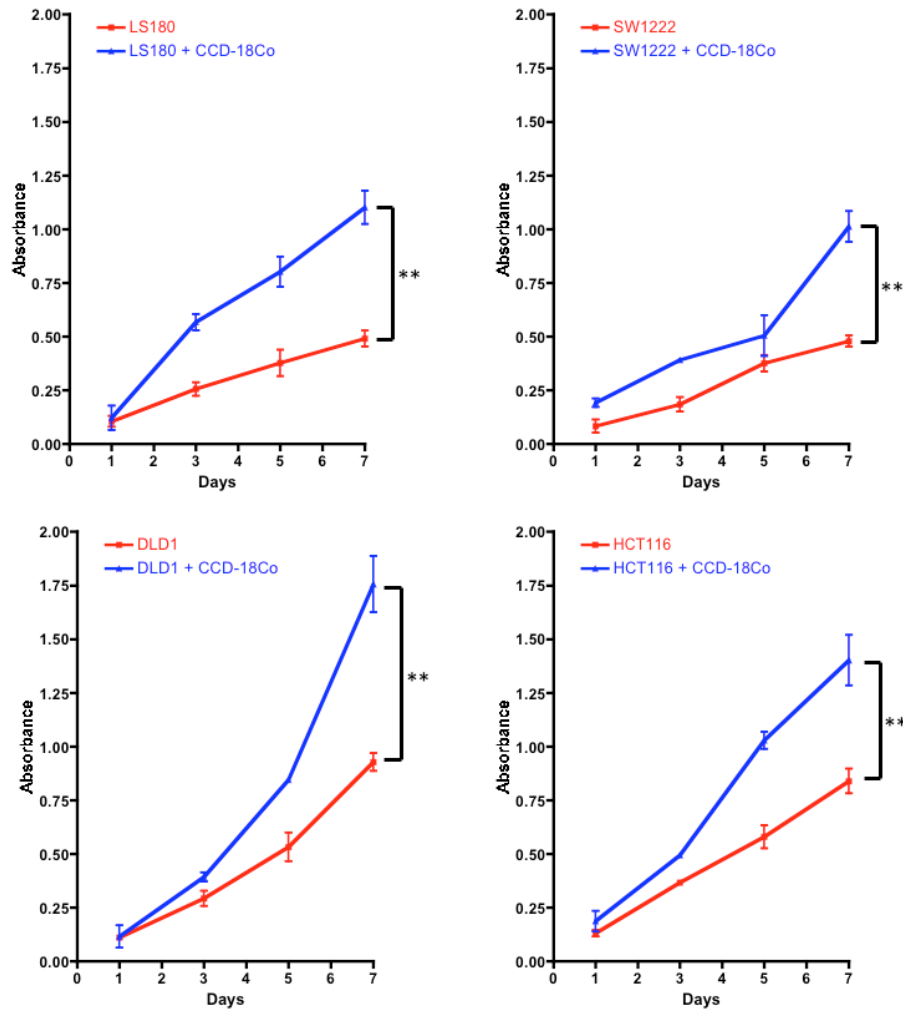 LS180
LS180 + CCD-18Co
2.00
1.75
1.50
1.25
1.00
0.75
0.50
0.25
0.00
Absorbance
**
0 1 2 3 4 5 6 7
Days
SW1222
SW1222 + CCD-18Co
2.00
1.75
1.50
1.25
1.00
0.75
0.50
0.25
0.00
Absorbance
**
0 1 2 3 4 5 6 7
Days
DLD1
DLD1 + CCD-18Co
2.00
1.75
1.50
1.25
1.00
0.75
0.50
0.25
0.00
Absorbance
**
0 1 2 3 4 5 6 7
Days
HCT116
HCT116 + CCD-18Co
2.00
1.75
1.50
1.25
1.00
0.75
0.50
0.25
0.00
Absorbance
**
0 1 2 3 4 5 6 7
Days